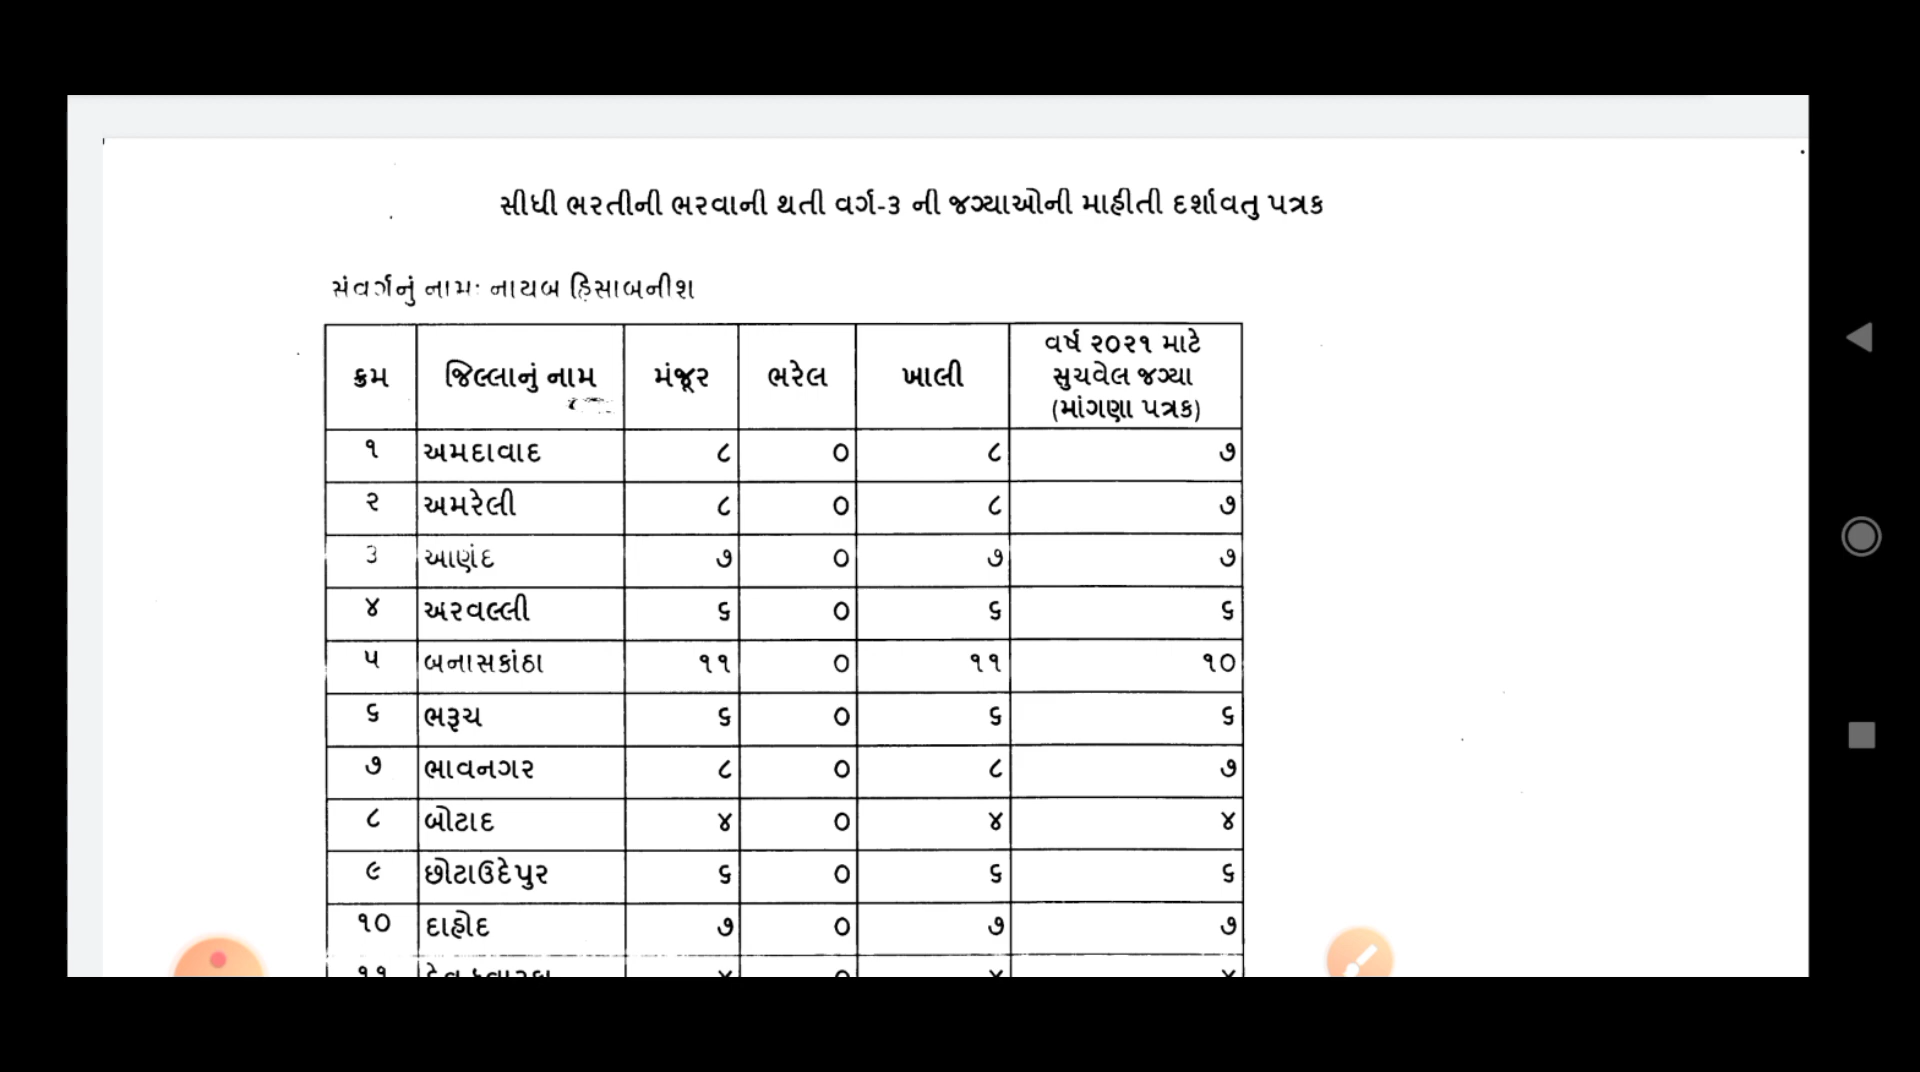 સીધી ભરતીની ભરવાની થતી વર્ગ-૩ ની જગ્યાઓની માહીતી દર્શાવતુ પત્રક
સંવર્ગનું નામઃ નાયબ હિસાબનીશ
ક્રમ જિલ્લાનું નામ મંજૂર ભરેલ ખાલી વર્ષ ૨૦૨૧ માટે
સુચવેલ જગ્યા
(માંગણા પત્રક)
૧ અમદાવાદ ૮ ૦ ૮ ૭
૨ અમરેલી ૮ ૦ ૮ ૭
૩ આણંદ ૭ ૦ ૭ ૭
૪ અરવલ્લી ૬ ૦ ૬ ૬
૫ બનાસકાંઠા ૧૧ ૦ ૧૧ ૧૦
૬ ભરૂચ ૬ ૦ ૬ ૬
૭ ભાવનગર ૮ ૦ ૮ ૭
૮ બોટાદ ૪ ૦ ૪ ૪
૯ છોટાઉદેપુર ૬ ૦ ૬ ૬
૧૦ દાહોદ ૭ ૦ ૭ ૭